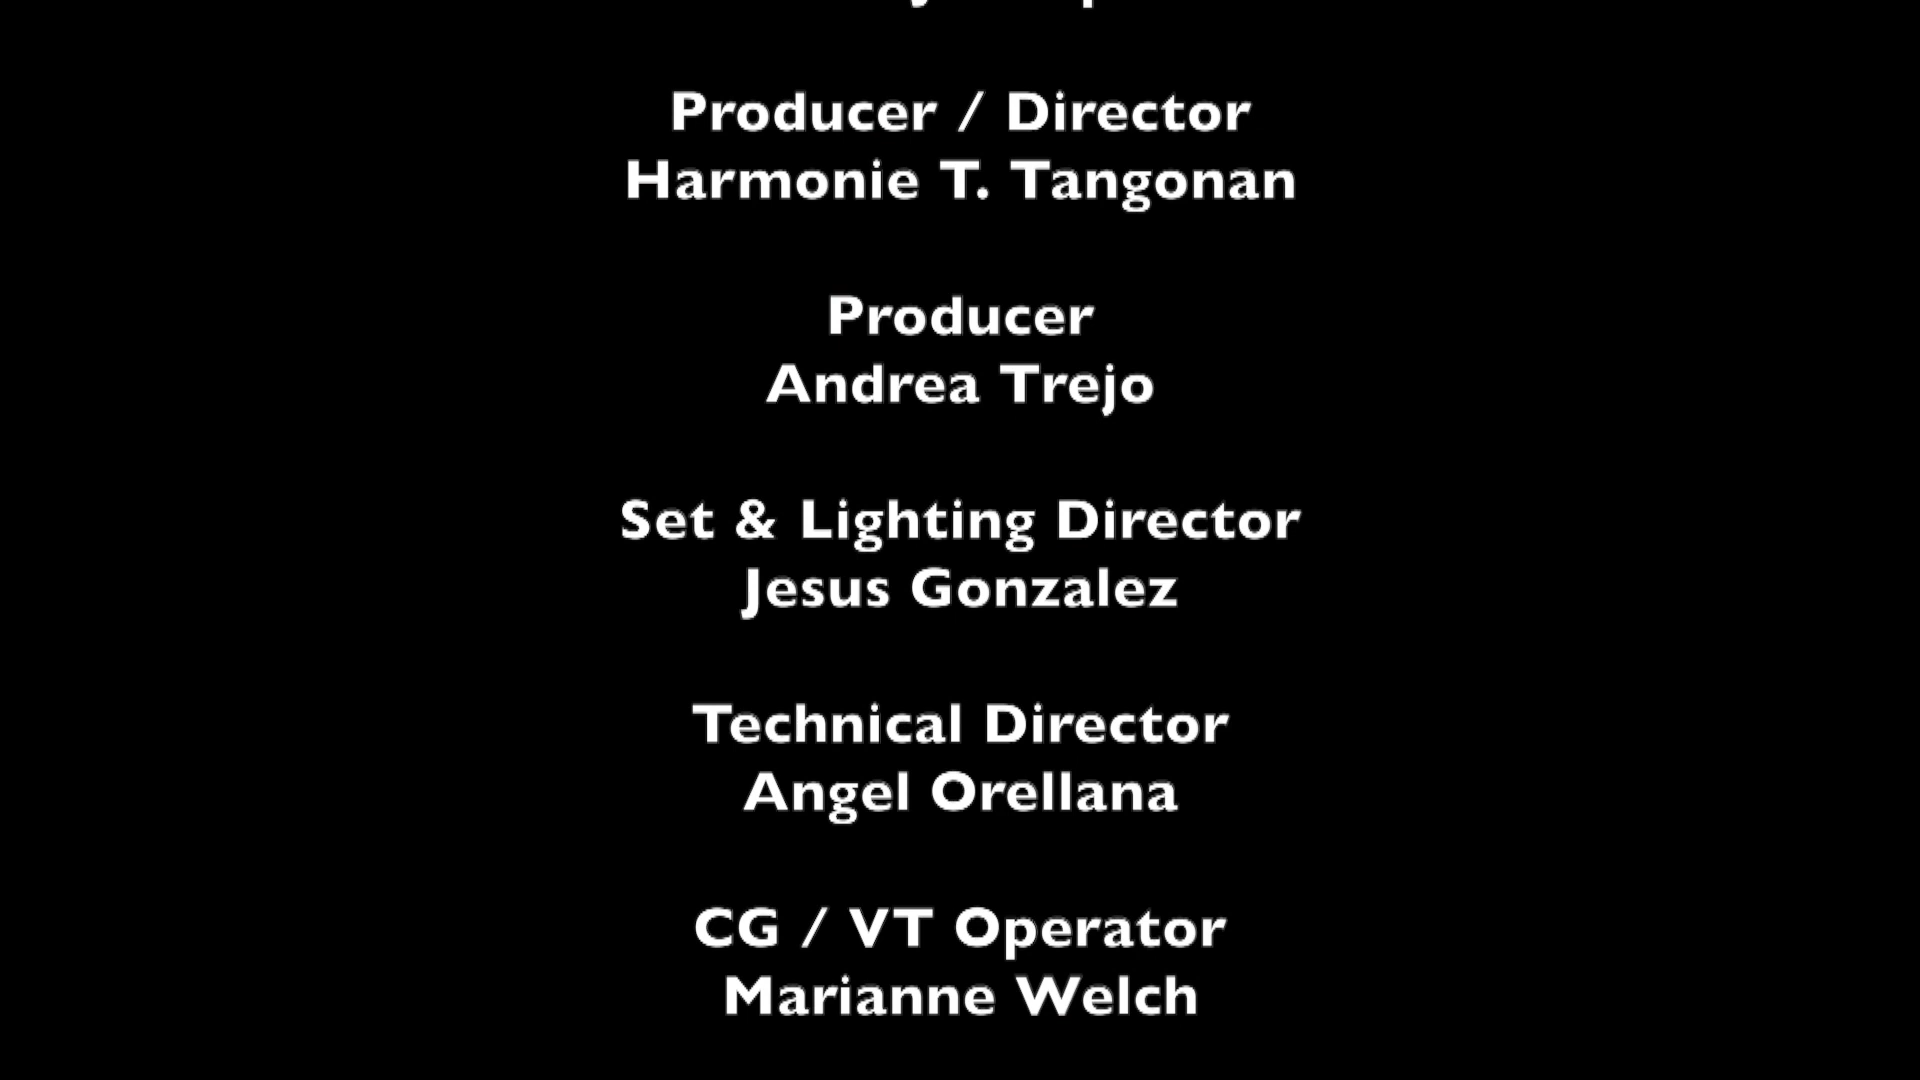 Producer / Director
Harmonie T. Tangonan
Producer
Andrea Trejo
Set & Lighting Director
Jesus Gonzalez
Technical Director
Angel Orellana
CG / VT Operator
Marianne Welch